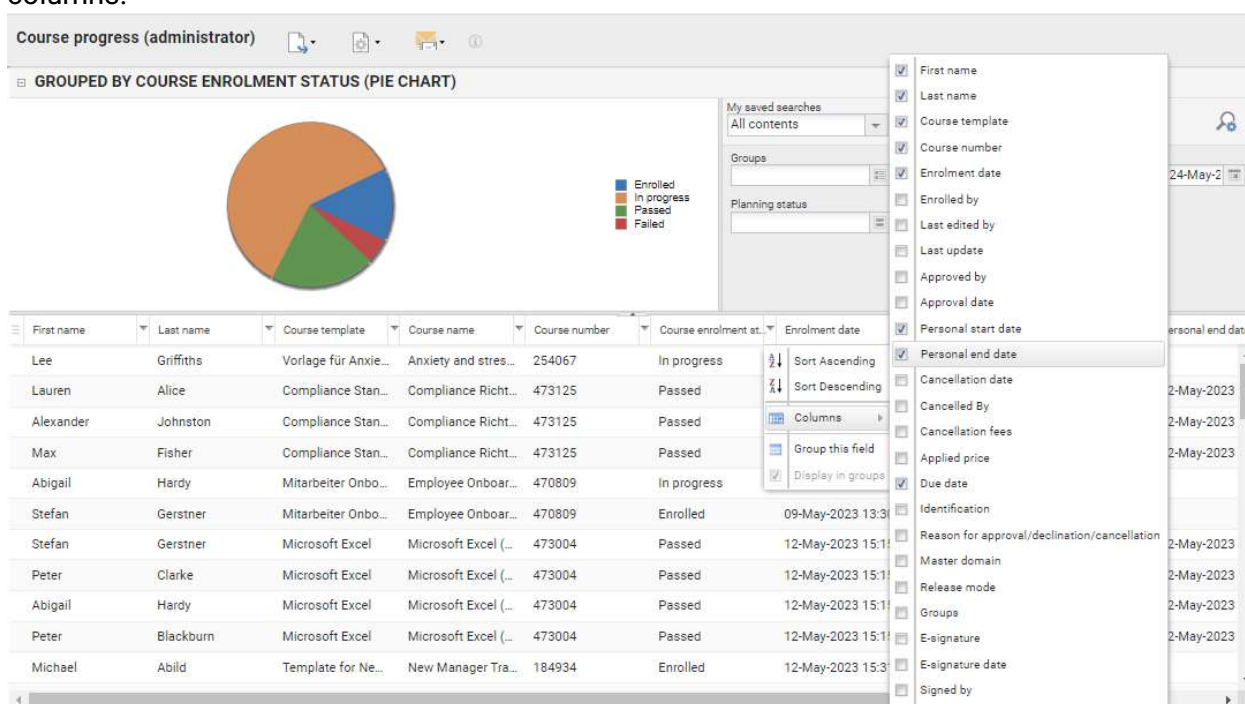 columns.
Course progress (administrator)
GROUPED BY COURSE ENROLMENT STATUS (PIE CHART)
Enrolled
In progress
Passed
Failed
My saved searches
All contents
Groups
Planning status
24-May-2
First name
Last name
Course template
Course number
Enrolment date
Enrolled by
Last edited by
Last update
Approved by
Approval date
Personal start date
Personal end date
Cancellation date
Cancelled By
Cancellation fees
Applied price
Due date
Identification
Reason for approval/declination/cancellation
Master domain
Release mode
Groups
E-signature
E-signature date
Signed by
Sort Ascending
Sort Descending
Columns
Group this field
Display in groups
First name Last name Course template Course name Course number Course enrolment st... Enrolment date ersonal end dat
Lee Griffiths Vorlage für Anxie... Anxiety and stres... 254067 In progress
Lauren Alice Compliance Stan... Compliance Richt... 473125 Passed 2-May-2023
Alexander Johnston Compliance Stan... Compliance Richt... 473125 Passed 2-May-2023
Max Fisher Compliance Stan... Compliance Richt... 473125 Passed 2-May-2023
Abigail Hardy Mitarbeiter Onbo... Employee Onboar... 470809 In progress
Stefan Gerstner Mitarbeiter Onbo... Employee Onboar... 470809 Enrolled 09-May-2023 13:30
Stefan Gerstner Microsoft Excel Microsoft Excel (... 473004 Passed 12-May-2023 15:1 2-May-2023
Peter Clarke Microsoft Excel Microsoft Excel (... 473004 Passed 12-May-2023 15:1 2-May-2023
Abigail Hardy Microsoft Excel Microsoft Excel (... 473004 Passed 12-May-2023 15:1 2-May-2023
Peter Blackburn Microsoft Excel Microsoft Excel (... 473004 Passed 12-May-2023 15:1 2-May-2023
Michael Abild Template for Ne... New Manager Tra... 184934 Enrolled 12-May-2023 15:3